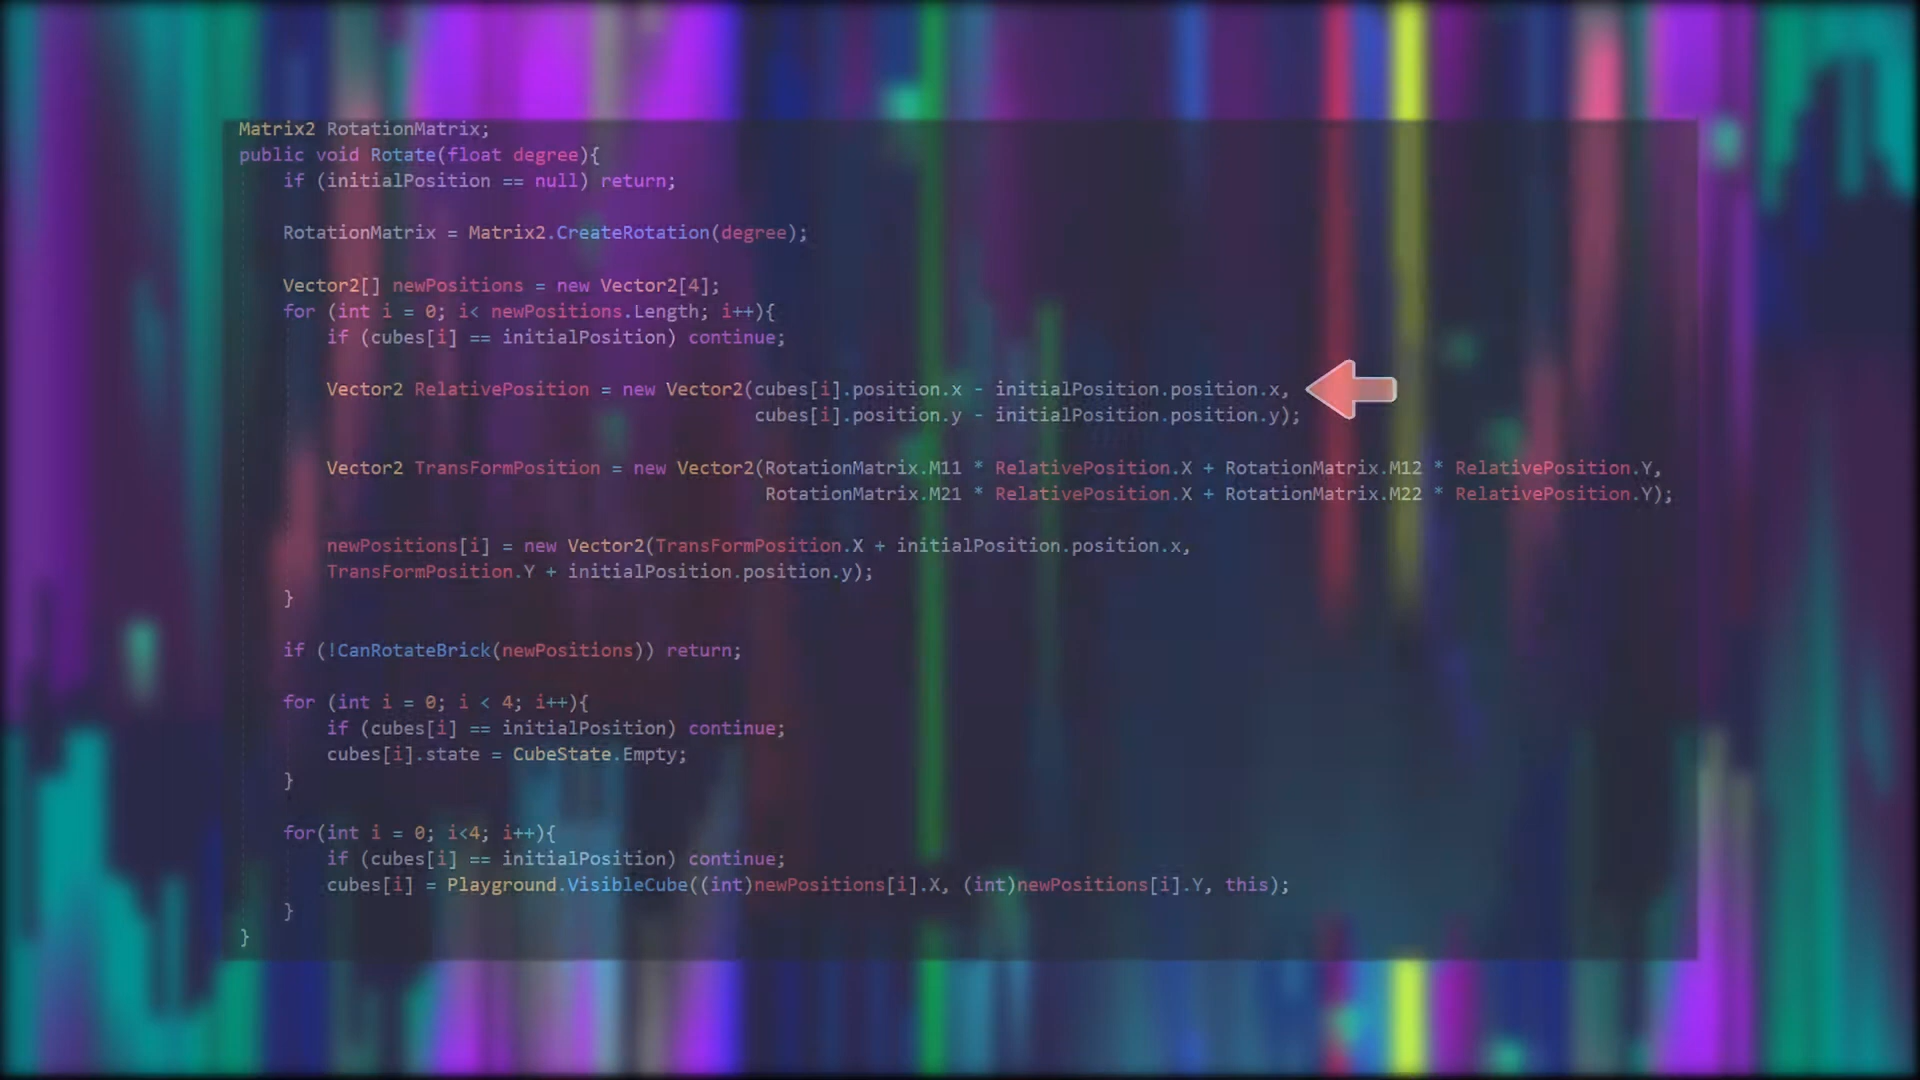 Matrix2 RotationMatrix;
public void Rotate(float degree){
if (initialPosition == null) return;
RotationMatrix = Matrix2.CreateRotation(degree);
Vector2[] newPositions = new Vector2[4];
for (int i = 0; i< newPositions.Length; i++){
if (cubes[i] == initialPosition) continue;
Vector2 RelativePosition = new Vector2(cubes[i].position.x - initialPosition.position.x,
cubes[i].position.y - initialPosition.position.y);
Vector2 TransFormPosition = new Vector2(RotationMatrix.M11 * RelativePosition.X + RotationMatrix.M12 * RelativePosition.Y,
RotationMatrix.M21 * RelativePosition.X + RotationMatrix.M22 * RelativePosition.Y);
newPositions[i] = new Vector2(TransFormPosition.X + initialPosition.position.x,
TransFormPosition.Y + initialPosition.position.y);
}
if (!CanRotateBrick(newPositions)) return;
for (int i = 0; i < 4; i++){
if (cubes[i] == initialPosition) continue;
cubes[i].state = CubeState.Empty;
}
for(int i = 0; i<4; i++){
if (cubes[i] == initialPosition) continue;
cubes[i] = Playground.VisibleCube((int)newPositions[i].X, (int)newPositions[i].Y, this);
}
}